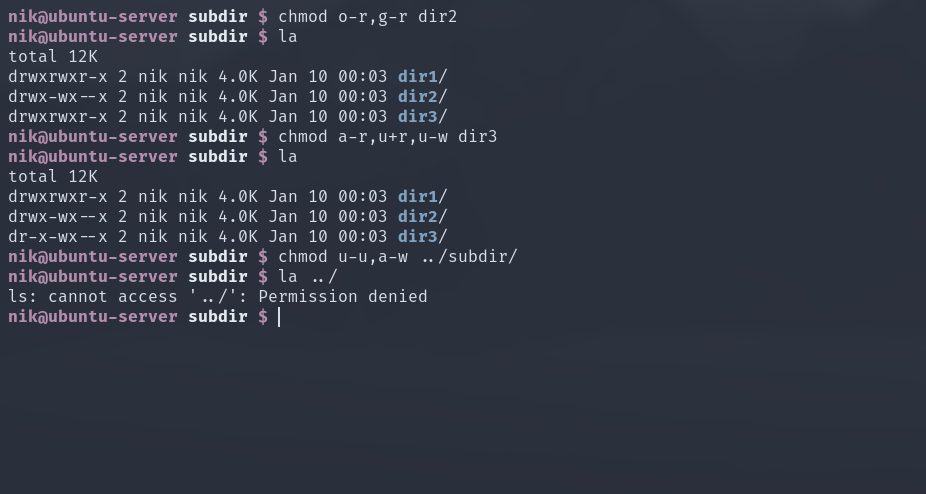 nik@ubuntu-server subdir $ chmod o-r,g-r dir2
nik@ubuntu-server subdir $ la
total 12K
drwxrwxr-x 2 nik nik 4.0K Jan 10 00:03 dir1/
drwx-wx--x 2 nik nik 4.0K Jan 10 00:03 dir2/
drwxrwxr-x 2 nik nik 4.0K Jan 10 00:03 dir3/
nik@ubuntu-server subdir $ chmod a-r,u+r,u-w dir3
nik@ubuntu-server subdir $ la
total 12K
drwxrwxr-x 2 nik nik 4.0K Jan 10 00:03 dir1/
drwx-wx--x 2 nik nik 4.0K Jan 10 00:03 dir2/
dr-x-wx--x 2 nik nik 4.0K Jan 10 00:03 dir3/
nik@ubuntu-server subdir $ chmod u-u,a-w ../subdir/
nik@ubuntu-server subdir $ la ../
ls: cannot access '../': Permission denied
nik@ubuntu-server subdir $